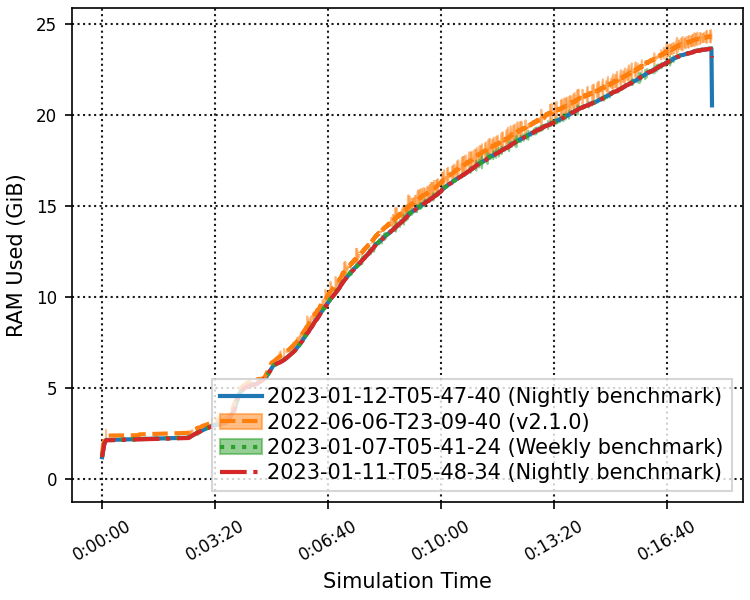 25
20
15
10
5
0
RAM Used (GiB)
2023-01-12-T05-47-40 (Nightly benchmark)
2022-06-06-T23-09-40 (v2.1.0)
2023-01-07-T05-41-24 (Weekly benchmark)
2023-01-11-T05-48-34 (Nightly benchmark)
0:00:00
0:03:20
0:06:40
0:10:00
0:13:20
0:16:40
Simulation Time